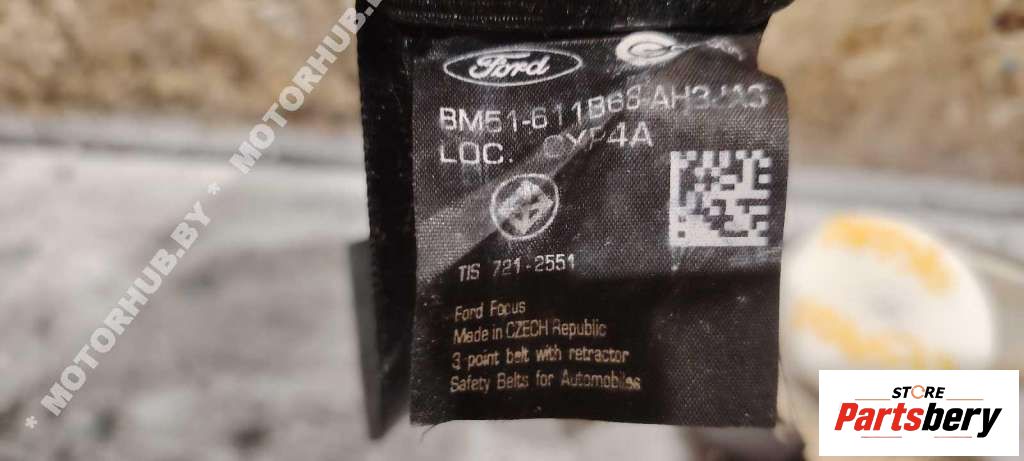 Ford
BM51-611B68-AH3JA3
LOC.
TIS 721-2551
Ford Focus
Made in CZECH Republic
3 point belt with retractor
Safety Belts for Automobiles
* MOTORHUB.BY * MOTORHUB.BY
STORE
Partsbery